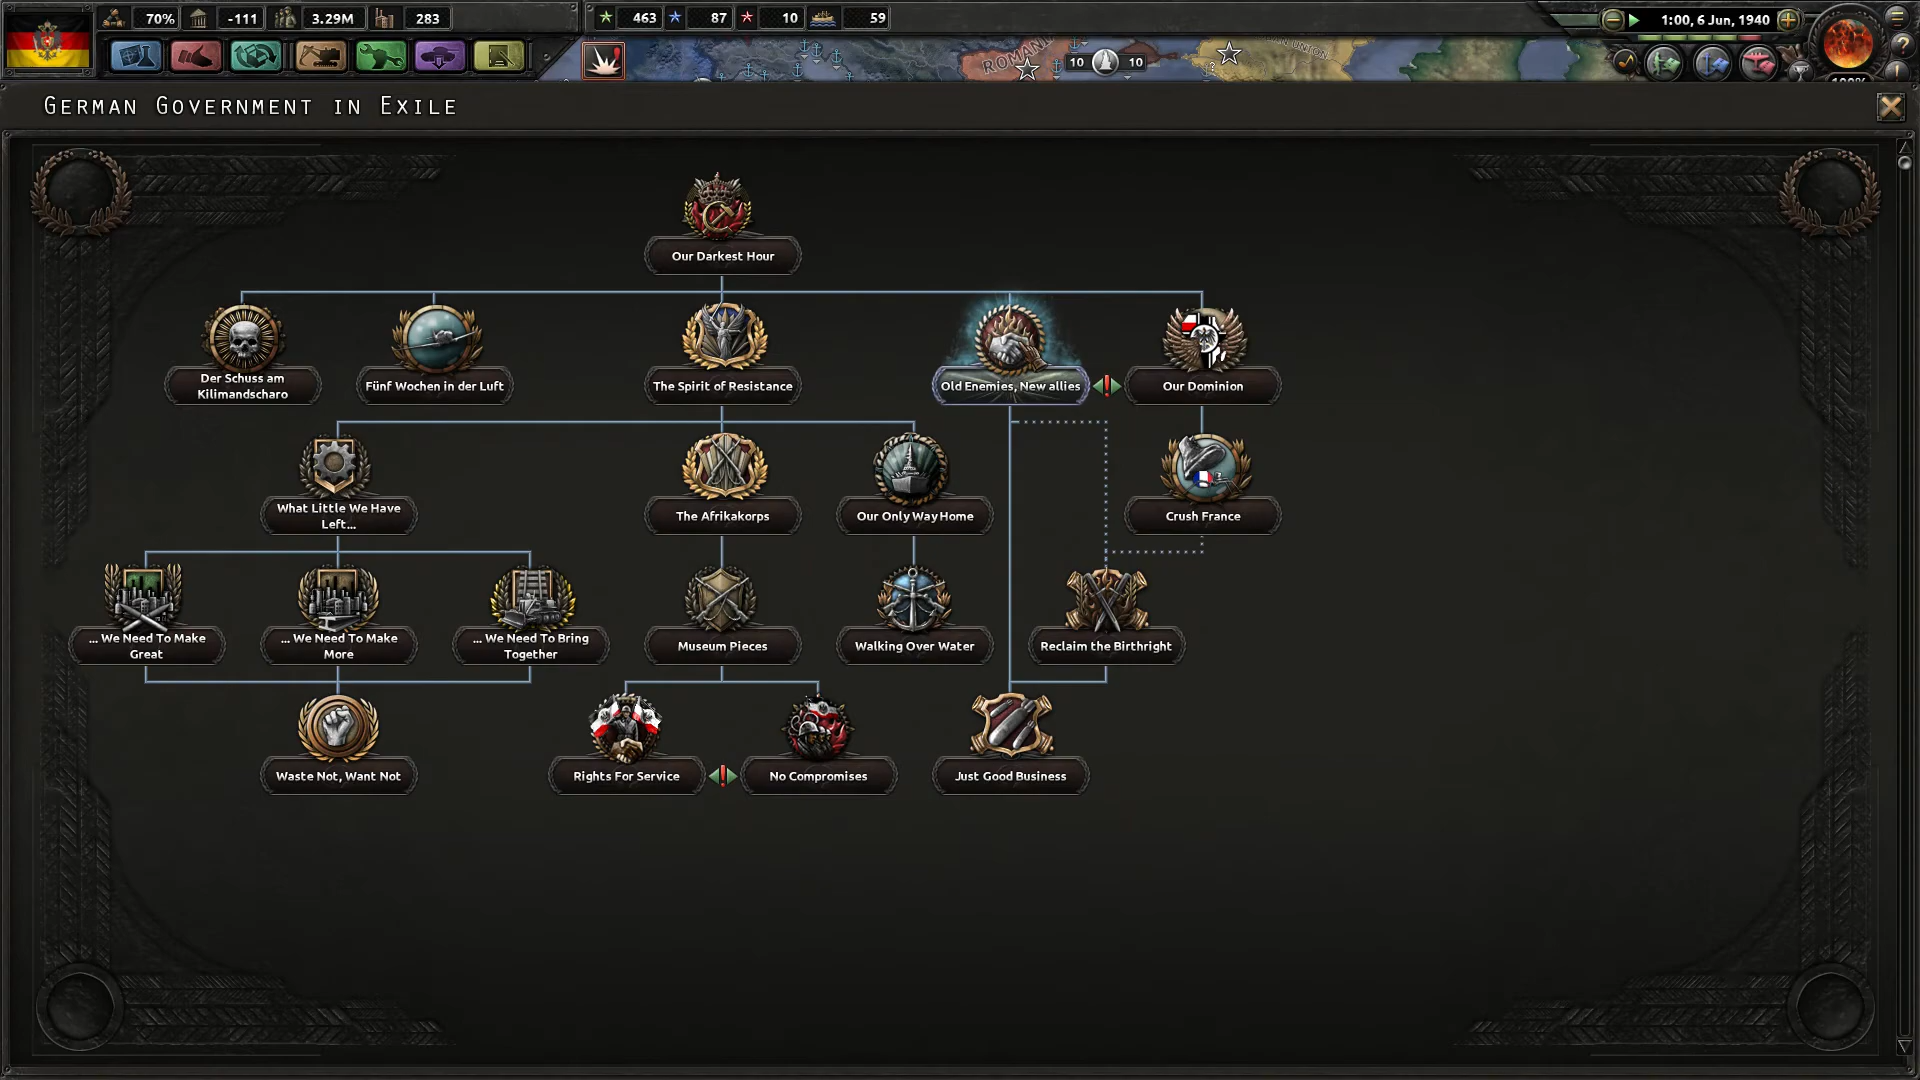 70%
-111
3.29M
283
463
87
10
59
1:00, 6 Jun, 1940
10
10
German Government in Exile
Our Darkest Hour
Der Schuss am
Kilimandscharo
Fünf Wochen in der Luft
The Spirit of Resistance
Old Enemies, New allies
Our Dominion
What Little We Have
Left...
The Afrikakorps
Our Only Way Home
Crush France
... We Need To Make
Great
... We Need To Make
More
... We Need To Bring
Together
Museum Pieces
Walking Over Water
Reclaim the Birthright
Waste Not, Want Not
Rights For Service
No Compromises
Just Good Business